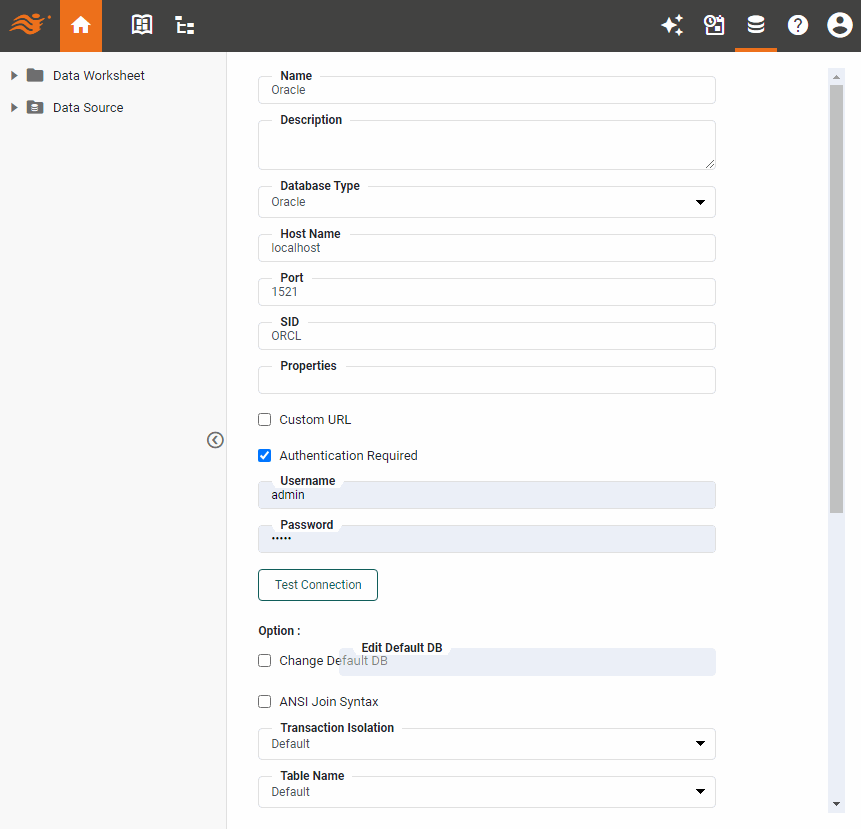 Data Worksheet
Data Source
Name
Oracle
Description
Database Type
Oracle
Host Name
localhost
Port
1521
SID
ORCL
Properties
Custom URL
Authentication Required
Username
admin
Password
•••••
Test Connection
Option :
Edit Default DB
Change Default DB
ANSI Join Syntax
Transaction Isolation
Default
Table Name
Default